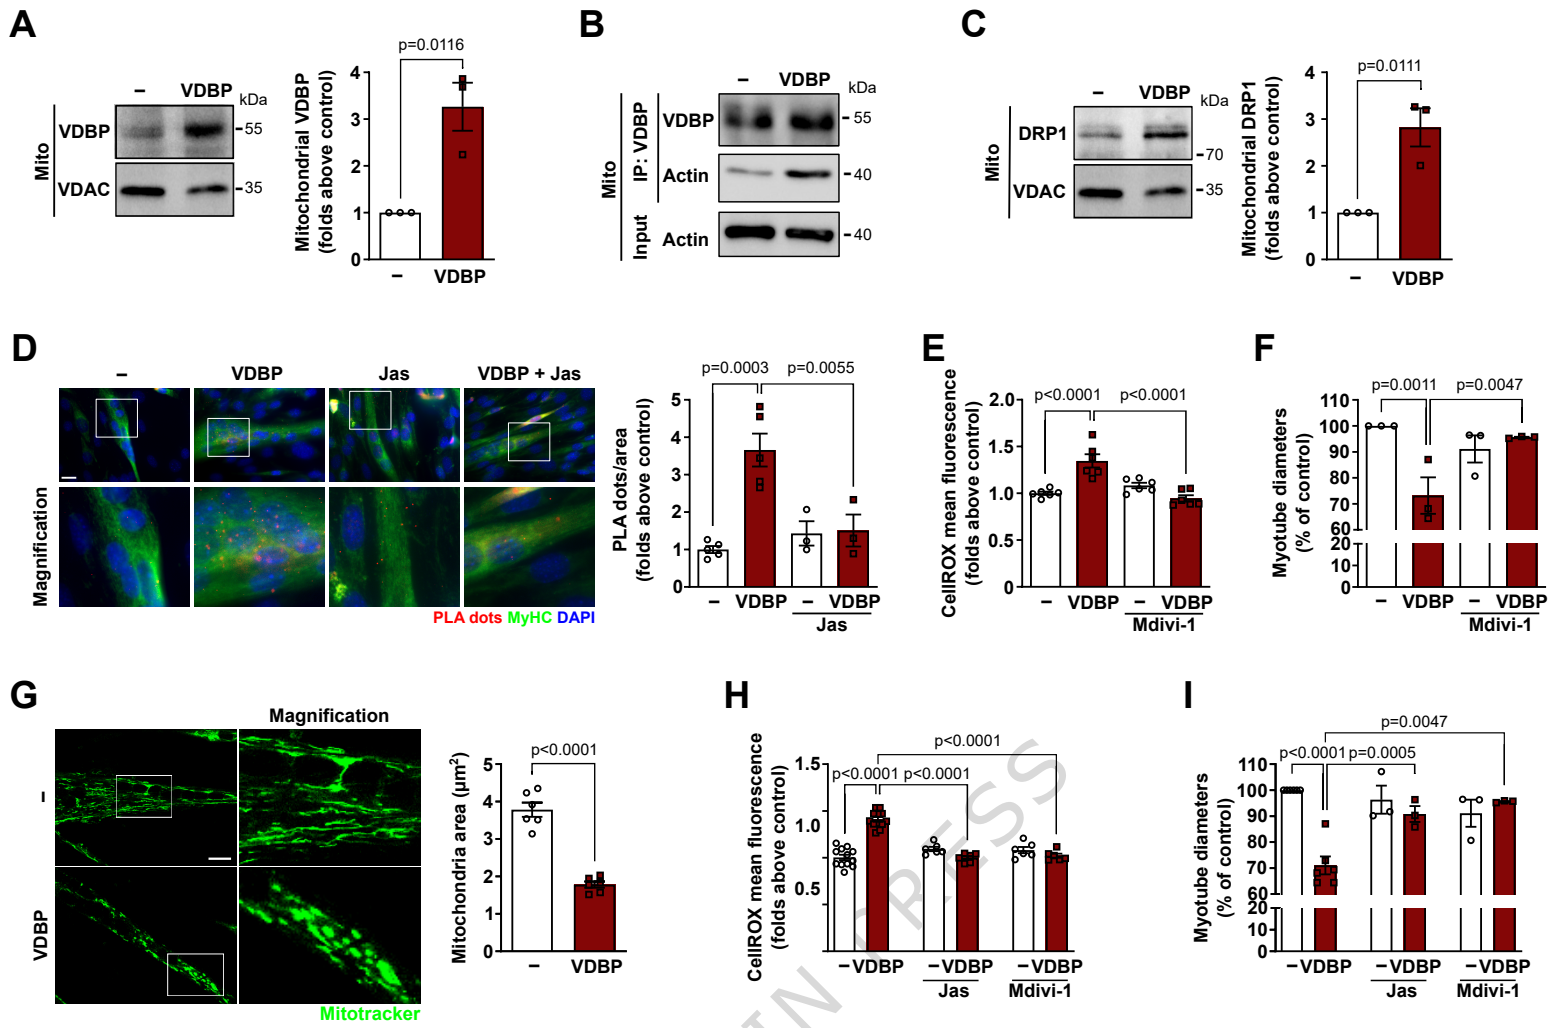 A
– VDBP
kDa
Mito
VDBP
55
VDAC
35
Mitochondrial VDBP
(folds above control)
p=0.0116
4
3
2
1
0
– VDBP
B
– VDBP
kDa
Mito
IP: VDBP
VDBP
55
Actin
40
Input
Actin
40
C
– VDBP
kDa
Mito
DRP1
70
VDAC
35
Mitochondrial DRP1
(folds above control)
p=0.0111
4
3
2
1
0
– VDBP
D
– VDBP Jas VDBP + Jas
Magnification
PLA dots MyHC DAPI
PLA dots/area
(folds above control)
p=0.0003 p=0.0055
5
4
3
2
1
0
– VDBP – VDBP
Jas
E
CellROX mean fluorescence
(folds above control)
p<0.0001 p<0.0001
2.0
1.5
1.0
0.5
0
– VDBP – VDBP
Mdivi-1
F
Myotube diameters
(% of control)
p=0.0011 p=0.0047
110
100
90
80
70
60
20
10
0
– VDBP – VDBP
Mdivi-1
G
Magnification
–
VDBP
Mitotracker
Mitochondria area (µm²)
p<0.0001
5
4
3
2
1
0
– VDBP
H
CellROX mean fluorescence
(folds above control)
p<0.0001
p<0.0001 p<0.0001
1.5
1.0
0.5
– VDBP – VDBP – VDBP
Jas Mdivi-1
I
Myotube diameters
(% of control)
p=0.0047
p<0.0001 p=0.0005
110
100
90
80
70
60
20
10
0
– VDBP – VDBP – VDBP
Jas Mdivi-1
IN PRESS